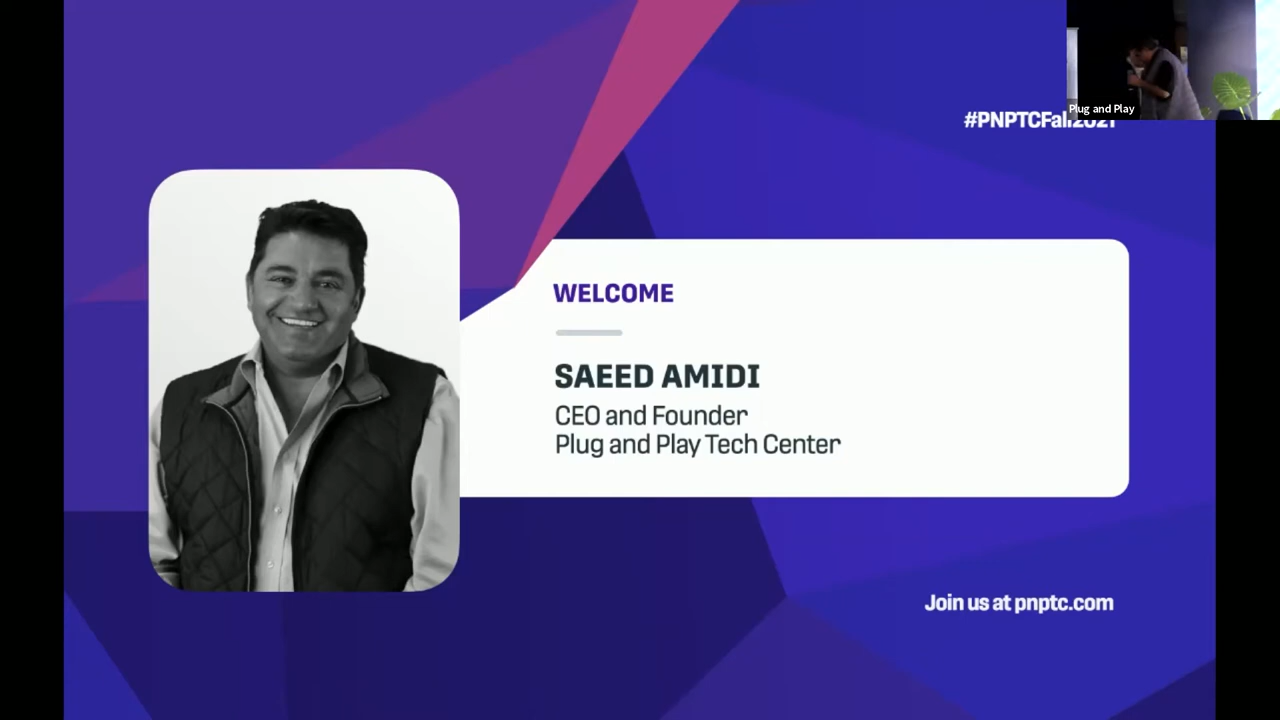 Plug and Play
#PNPTCFall2021
WELCOME
SAEED AMIDI
CEO and Founder
Plug and Play Tech Center
Join us at pnptc.com